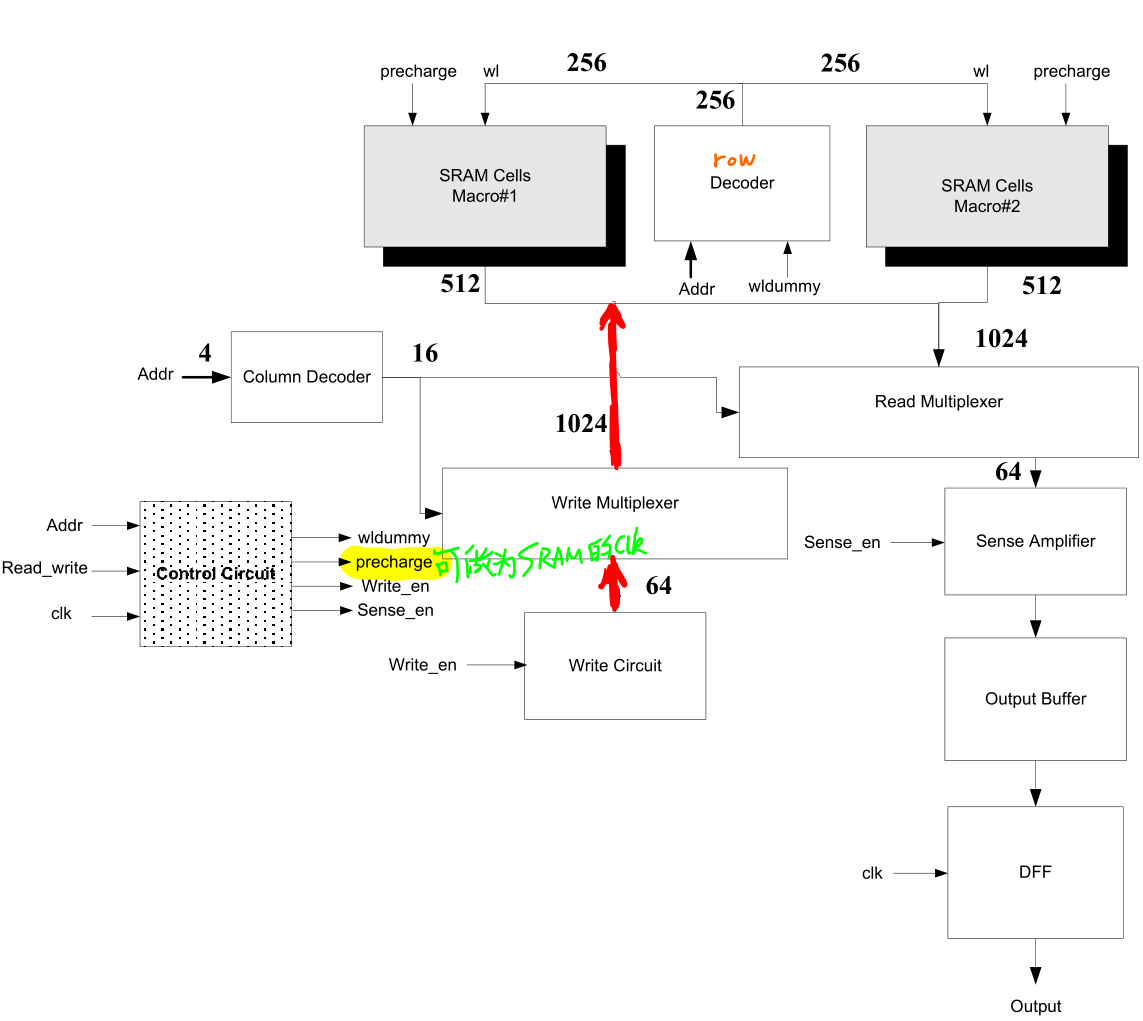 256
256
precharge
wl
wl
precharge
256
SRAM Cells
Macro#1
row
Decoder
SRAM Cells
Macro#2
512
Addr
wldummy
512
1024
4
16
Addr
Column Decoder
Read Multiplexer
1024
64
Write Multiplexer
Addr
wldummy
Sense_en
Sense Amplifier
precharge
可做为SRAM的clk
Read_write
Control Circuit
Write_en
64
clk
Sense_en
Write_en
Write Circuit
Output Buffer
clk
DFF
Output